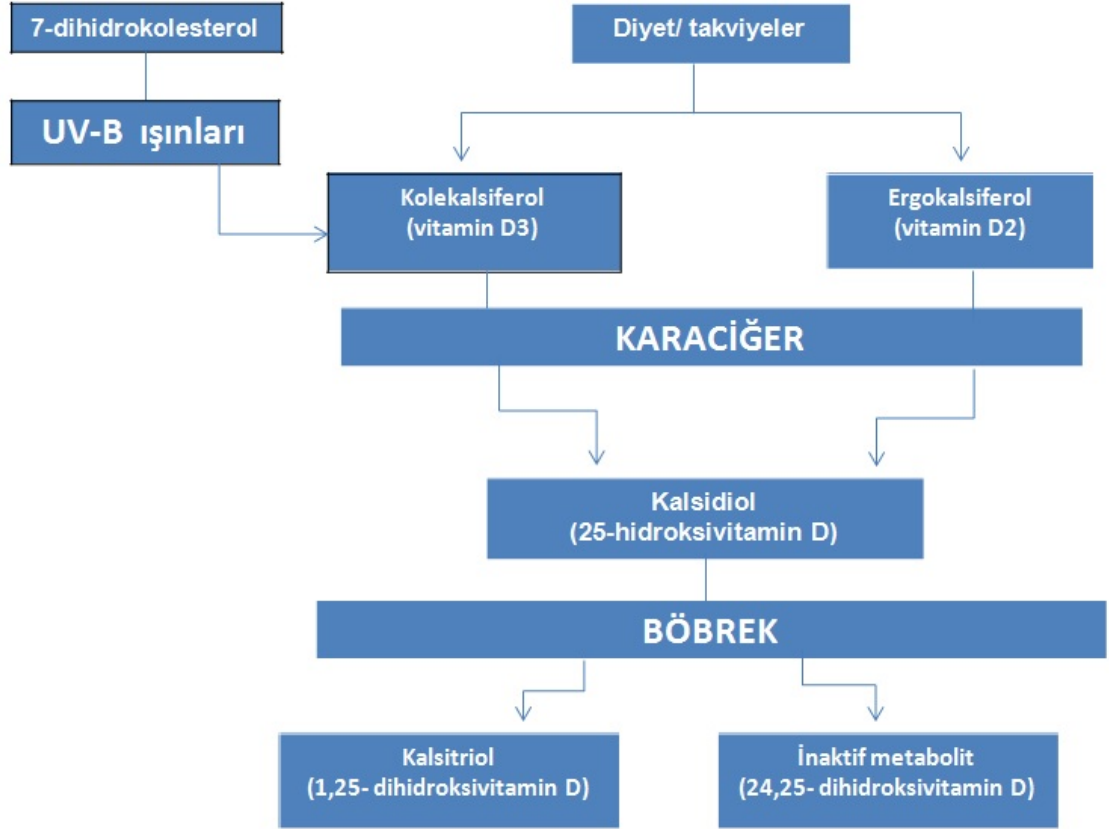 7-dihidrokolesterol
Diyet/ takviyeler
UV-B ışınları
Kolekalsiferol
(vitamin D3)
Ergokalsiferol
(vitamin D2)
KARACİĞER
Kalsidiol
(25-hidroksivitamin D)
BÖBREK
Kalsitriol
(1,25- dihidroksivitamin D)
İnaktif metabolit
(24,25- dihidroksivitamin D)